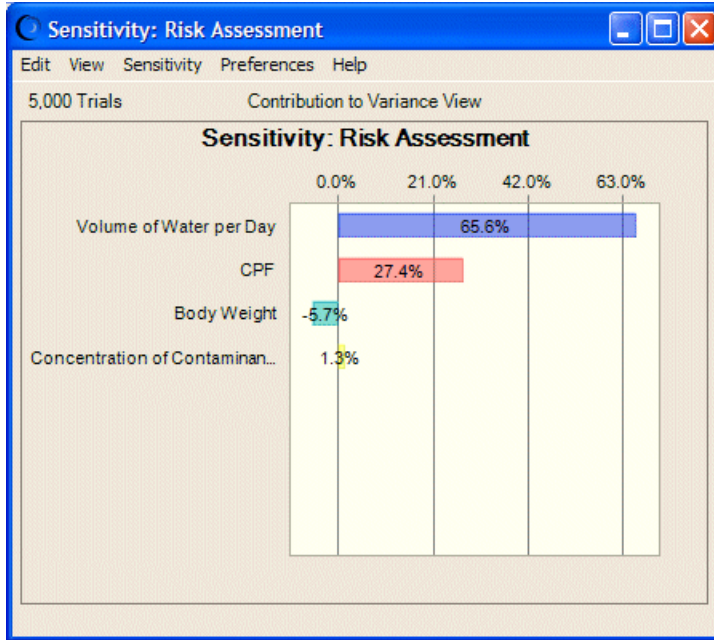 Sensitivity: Risk Assessment
Edit View Sensitivity Preferences Help
5,000 Trials Contribution to Variance View
Sensitivity: Risk Assessment
0.0% 21.0% 42.0% 63.0%
Volume of Water per Day 65.6%
CPF 27.4%
Body Weight -5.7%
Concentration of Contaminan... 1.3%